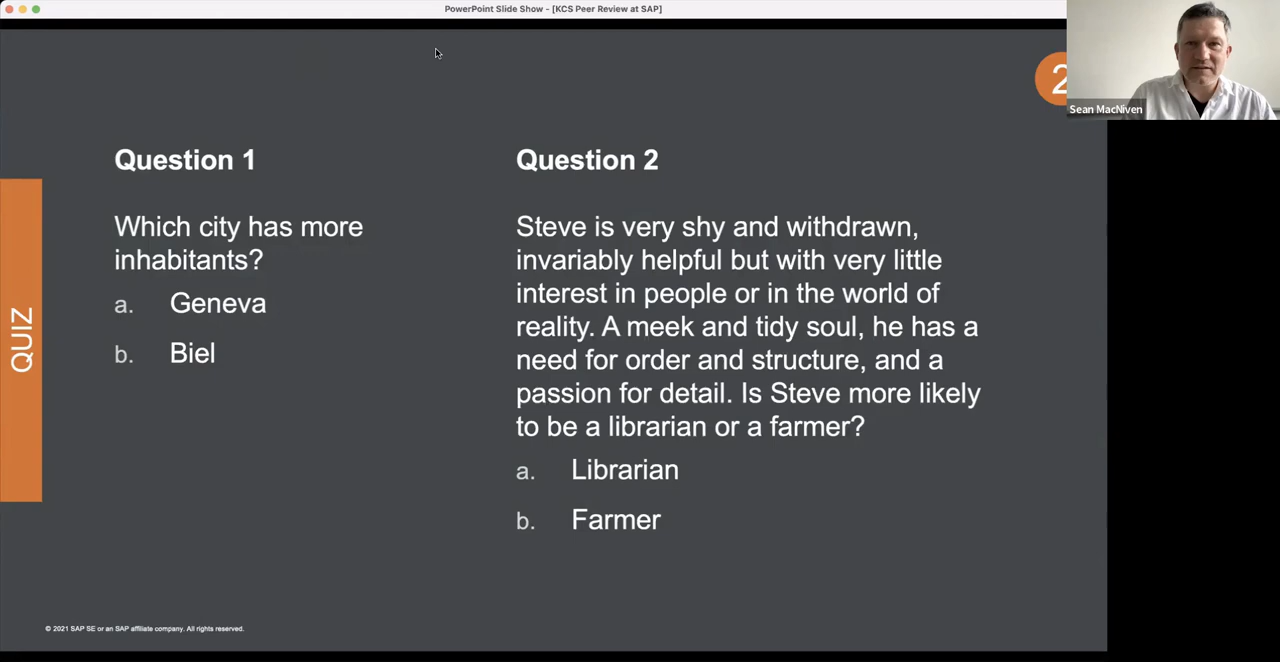 PowerPoint Slide Show - [KCS Peer Review at SAP]
2
Sean MacNiven
QUIZ
Question 1
Which city has more
inhabitants?
a. Geneva
b. Biel
Question 2
Steve is very shy and withdrawn,
invariably helpful but with very little
interest in people or in the world of
reality. A meek and tidy soul, he has a
need for order and structure, and a
passion for detail. Is Steve more likely
to be a librarian or a farmer?
a. Librarian
b. Farmer
© 2021 SAP SE or an SAP affiliate company. All rights reserved.